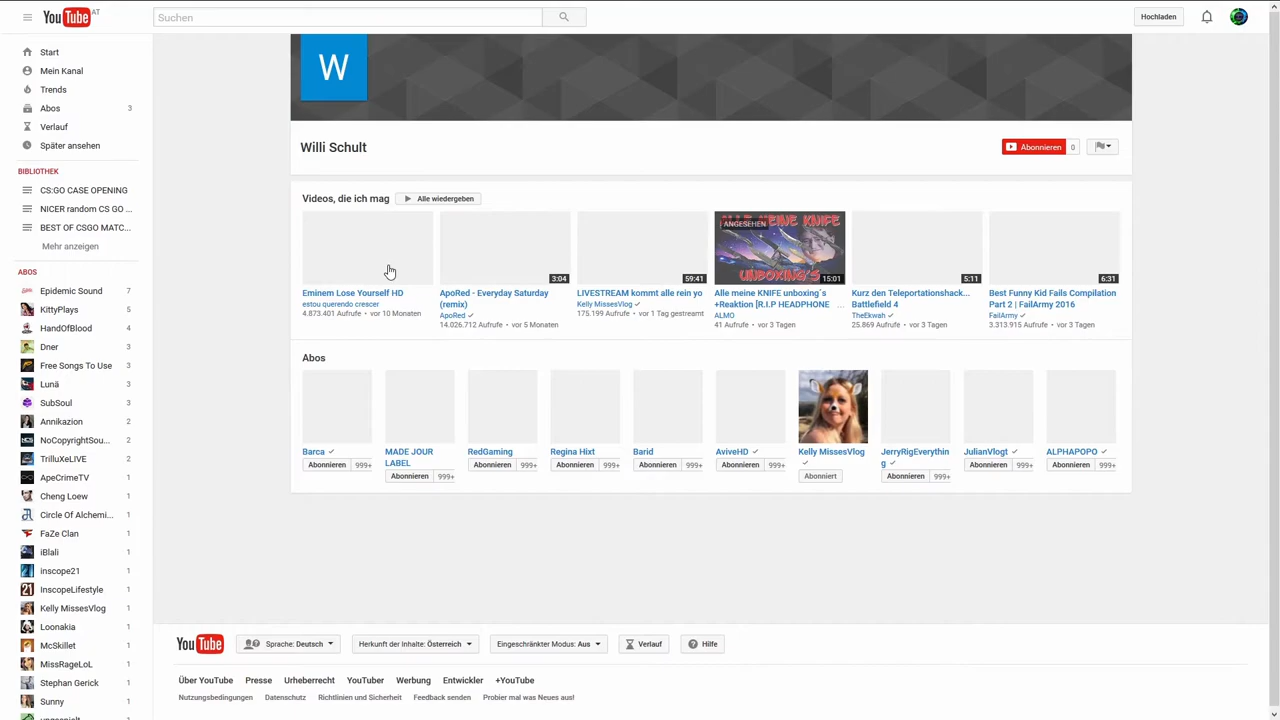 YouTube AT
Suchen
Hochladen
Start
Mein Kanal
Trends
Abos 3
Verlauf
Später ansehen
BIBLIOTHEK
CS:GO CASE OPENING
NICER random CS GO ...
BEST OF CSGO MATC...
Mehr anzeigen
ABOS
Epidemic Sound 7
KittyPlays 5
HandOfBlood 4
Dner 3
Free Songs To Use 3
Lunä 3
SubSoul 3
Annikazion 2
NoCopyrightSou... 2
TrilluXeLIVE 2
ApeCrimeTV 1
Cheng Loew 1
Circle Of Alchemi... 1
FaZe Clan 1
iBlali 1
inscope21 1
InscopeLifestyle 1
Kelly MissesVlog 1
Loonakia 1
McSkillet 1
MissRageLoL 1
Stephan Gerick 1
Sunny 1
W
Willi Schult
Abonnieren 0
Videos, die ich mag Alle wiedergeben
Eminem Lose Yourself HD
estou querendo crescer
4.873.401 Aufrufe • vor 10 Monaten
3:04
ApoRed - Everyday Saturday
(remix)
ApoRed
14.026.712 Aufrufe • vor 5 Monaten
59:41
LIVESTREAM kommt alle rein yo
Kelly MissesVlog
175.199 Aufrufe • vor 1 Tag gestreamt
ALLE MEINE KNIFE
ANGESEHEN
UNBOXING'S
15:01
Alle meine KNIFE unboxing´s
+Reaktion [R.I.P HEADPHONE ...
ALMO
41 Aufrufe • vor 3 Tagen
5:11
Kurz den Teleportationshack...
Battlefield 4
TheEkwah
25.869 Aufrufe • vor 3 Tagen
6:31
Best Funny Kid Fails Compilation
Part 2 | FailArmy 2016
FailArmy
3.313.915 Aufrufe • vor 3 Tagen
Abos
Barca
Abonnieren 999+
MADE JOUR
LABEL
Abonnieren 999+
RedGaming
Abonnieren 999+
Regina Hixt
Abonnieren 999+
Barid
Abonnieren 999+
AviveHD
Abonnieren 999+
Kelly MissesVlog
Abonniert
JerryRigEverythin
g
Abonnieren 999+
JulianVlogt
Abonnieren 999+
ALPHAPOPO
Abonnieren 999+
YouTube
Sprache: Deutsch
Herkunft der Inhalte: Österreich
Eingeschränkter Modus: Aus
Verlauf
Hilfe
Über YouTube Presse Urheberrecht YouTuber Werbung Entwickler +YouTube
Nutzungsbedingungen Datenschutz Richtlinien und Sicherheit Feedback senden Probier mal was Neues aus!